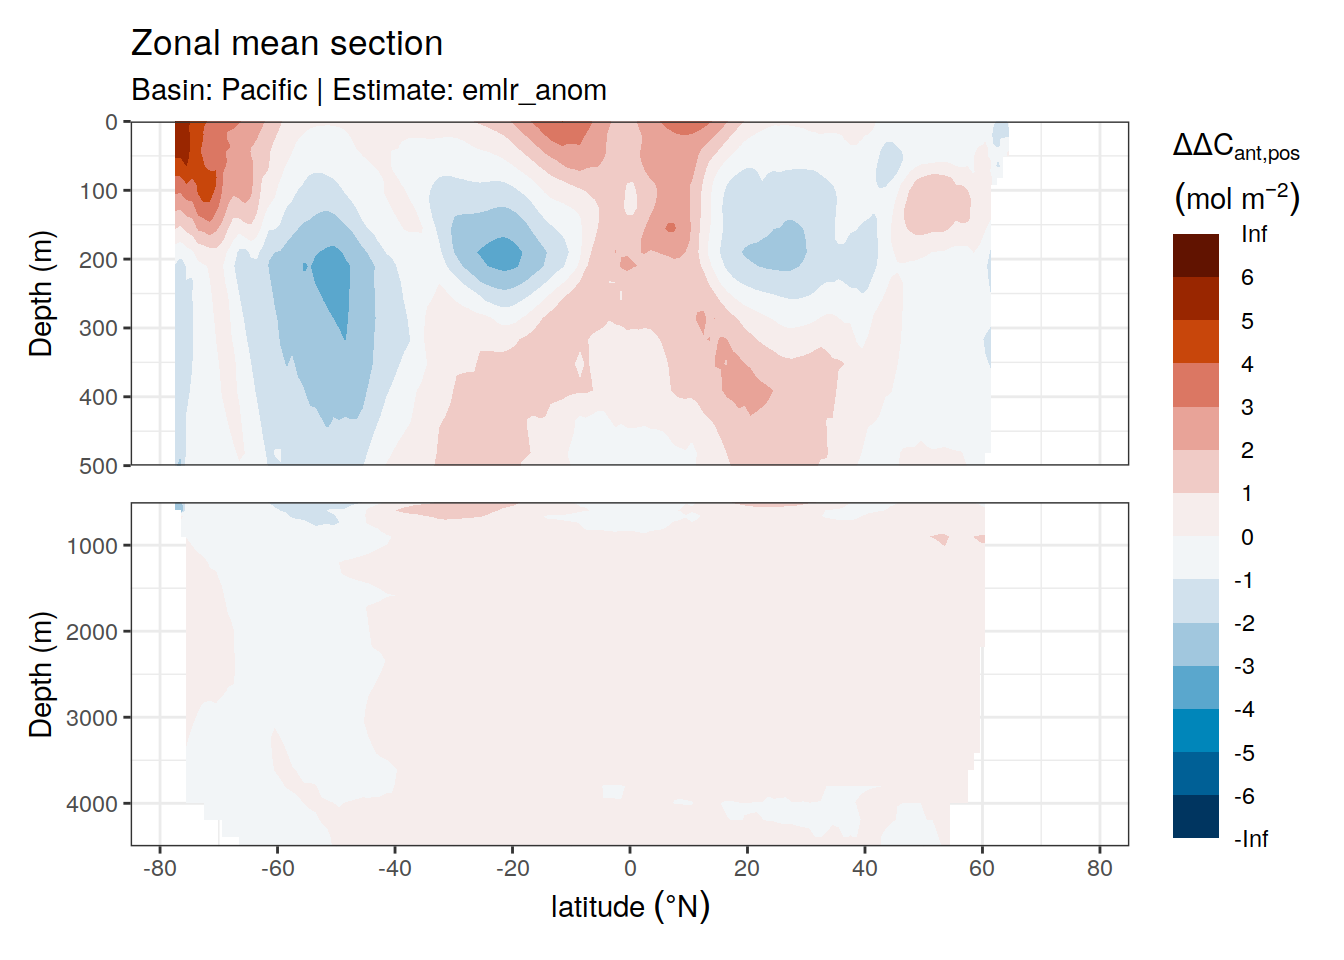 Zonal mean section
Basin: Pacific | Estimate: emlr_anom
0
100
200
300
400
500
Depth (m)
1000
2000
3000
4000
Depth (m)
-80 -60 -40 -20 0 20 40 60 80
latitude (°N)
ΔΔC_ant,pos
(mol m⁻²)
Inf
6
5
4
3
2
1
0
-1
-2
-3
-4
-5
-6
-Inf